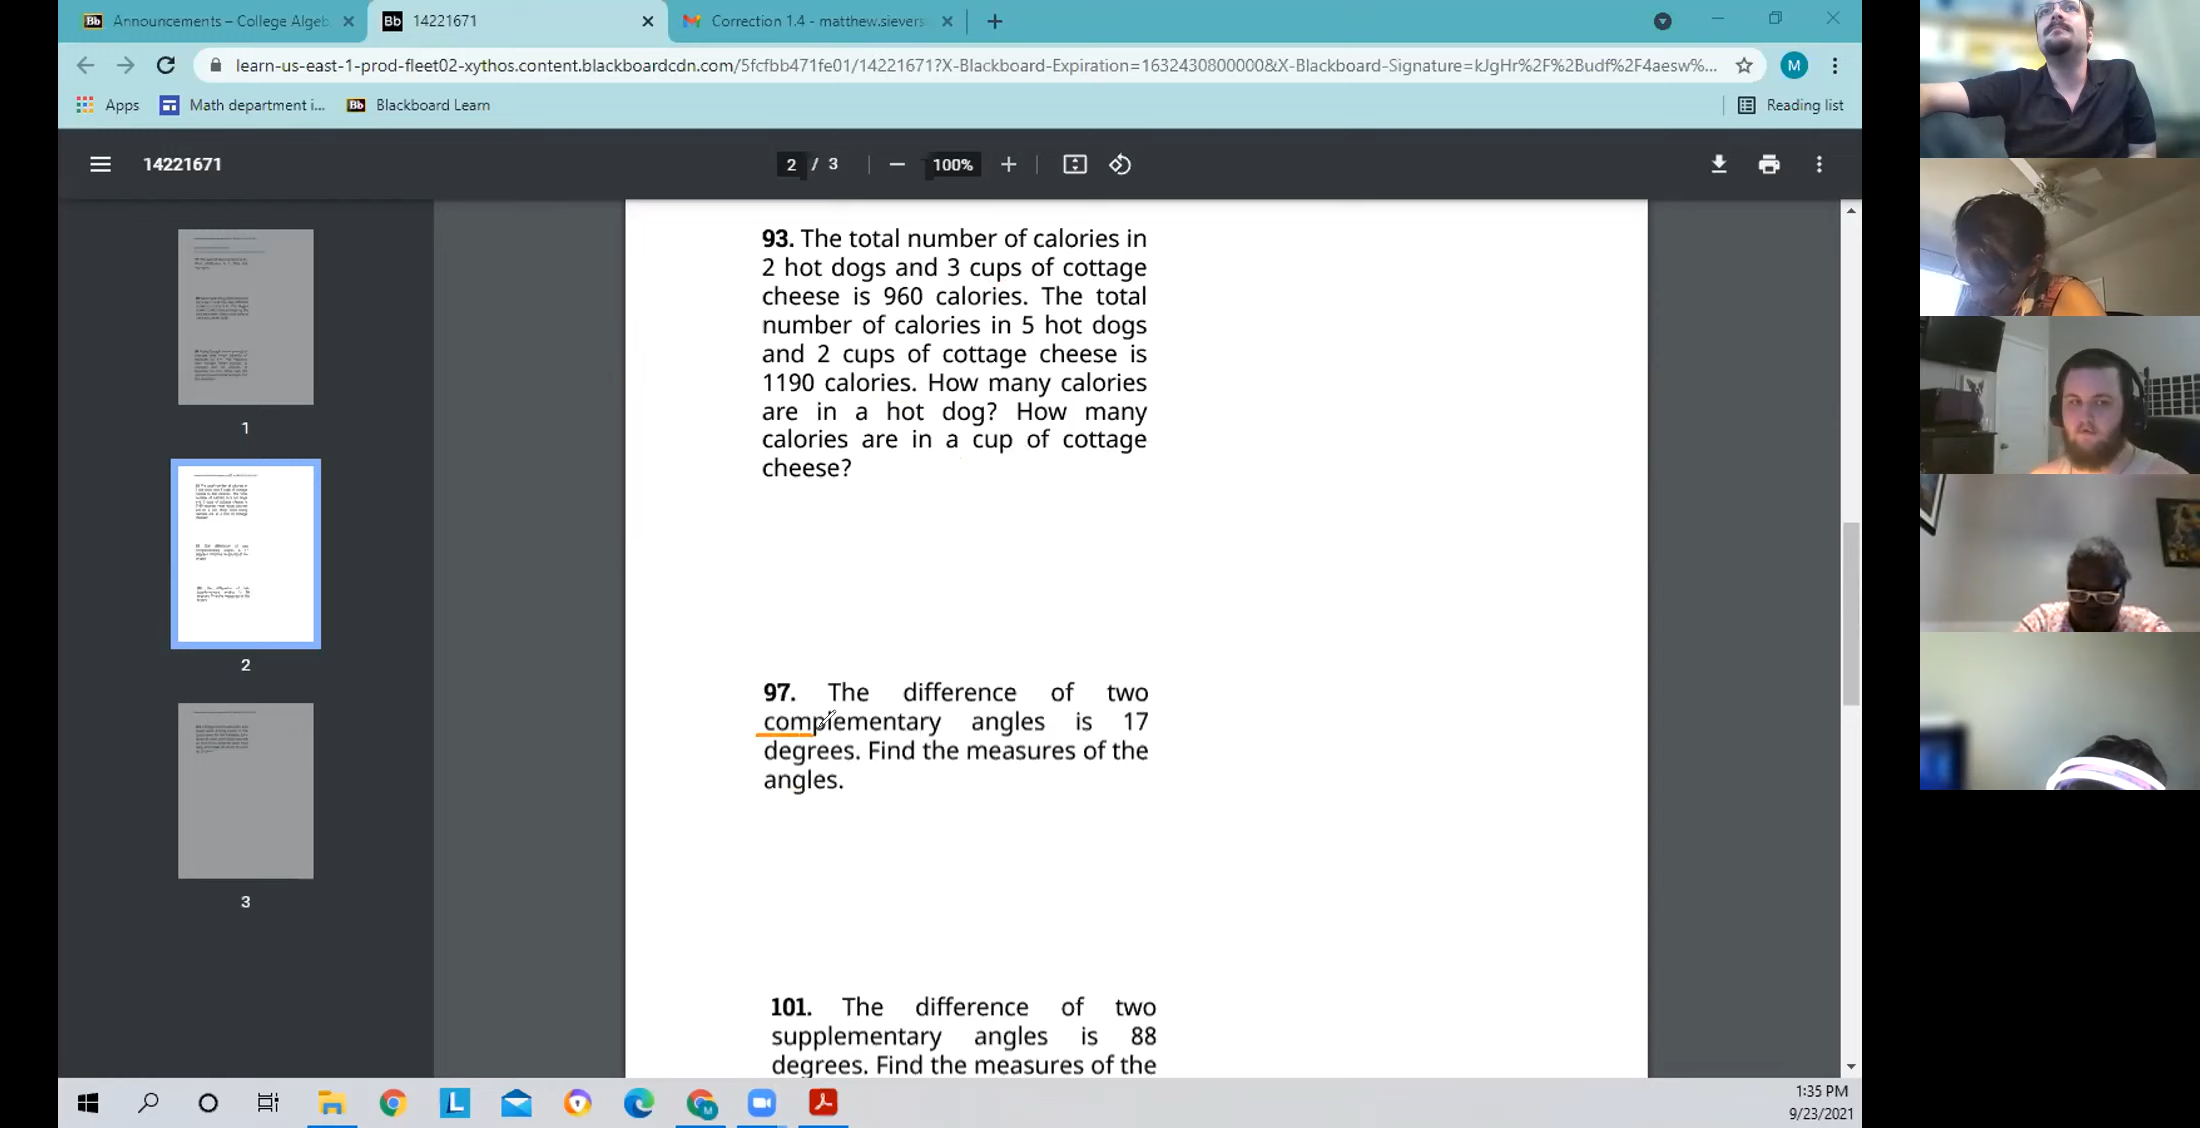 Announcements – College Algeb
14221671
Correction 1.4 - matthew.sievers
learn-us-east-1-prod-fleet02-xythos.content.blackboardcdn.com/5fcfbb471fe01/14221671?X-Blackboard-Expiration=1632430800000&X-Blackboard-Signature=kJgHr%2F%2Budf%2F4aesw%...
M
Apps
Math department i...
Bb
Blackboard Learn
Reading list
14221671
2 / 3
100%
93. The total number of calories in
2 hot dogs and 3 cups of cottage
cheese is 960 calories. The total
number of calories in 5 hot dogs
and 2 cups of cottage cheese is
1190 calories. How many calories
are in a hot dog? How many
calories are in a cup of cottage
cheese?
97. The difference of two
complementary angles is 17
degrees. Find the measures of the
angles.
101. The difference of two
supplementary angles is 88
degrees. Find the measures of the
1
2
3
1:35 PM
9/23/2021